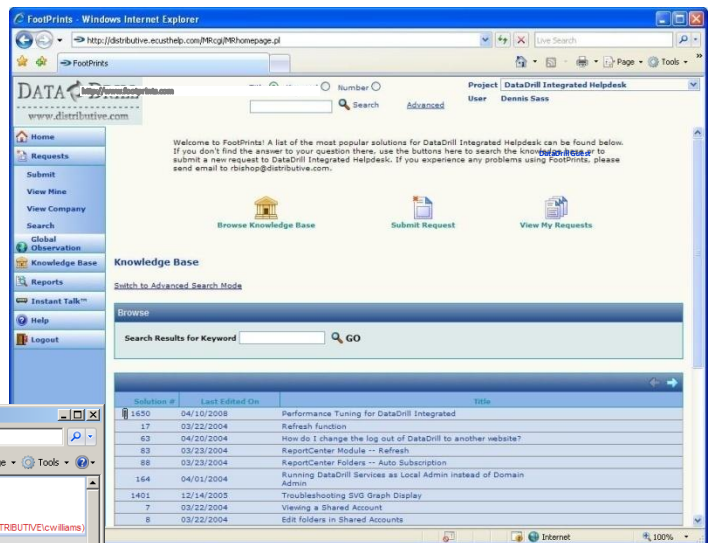 FootPrints - Windows Internet Explorer
http://distributive.ecusthelp.com/MRcgi/MRhomepage.pl
Live Search
FootPrints
Page
Tools
DATA DRILL
http://www.footprints.com
www.distributive.com
Number
Search
Advanced
Project DataDrill Integrated Helpdesk
User Dennis Sass
Home
Requests
Submit
View Mine
View Company
Search
Global Observation
Knowledge Base
Reports
Instant Talk™
Help
Logout
Welcome to FootPrints! A list of the most popular solutions for DataDrill Integrated Helpdesk can be found below.
If you don't find the answer to your question there, use the buttons here to search the knowledge base or to
submit a new request to DataDrill Integrated Helpdesk. If you experience any problems using FootPrints, please
send email to rbishop@distributive.com.
Browse Knowledge Base
Submit Request
View My Requests
Knowledge Base
Switch to Advanced Search Mode
Browse
Search Results for Keyword GO
Solution # Last Edited On Title
1650 04/10/2008 Performance Tuning for DataDrill Integrated
17 03/22/2004 Refresh function
63 04/20/2004 How do I change the log out of DataDrill to another website?
83 03/23/2004 ReportCenter Module -- Refresh
88 03/23/2004 ReportCenter Folders -- Auto Subscription
164 04/01/2004 Running DataDrill Services as Local Admin instead of Domain
Admin
1401 12/14/2005 Troubleshooting SVG Graph Display
7 03/22/2004 Viewing a Shared Account
8 03/22/2004 Edit folders in Shared Accounts
Internet
100%
Tools
TRIBUTIVE\cwilliams)